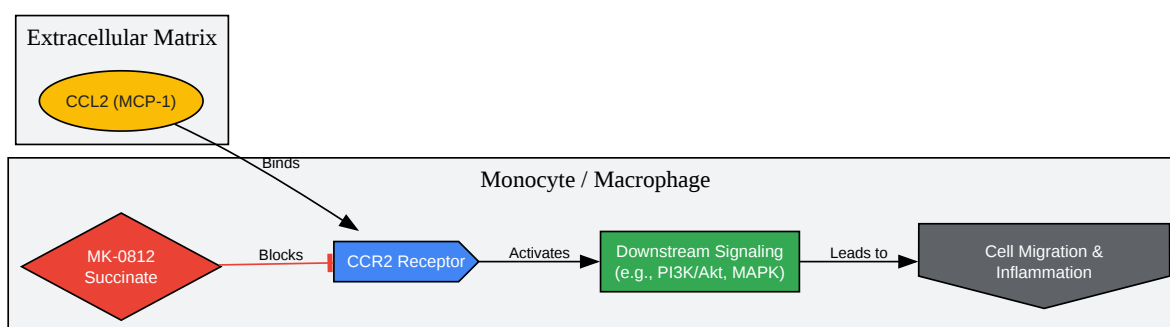 Extracellular Matrix
CCL2 (MCP-1)
Binds
Monocyte / Macrophage
MK-0812
Succinate
Blocks
CCR2 Receptor
Activates
Downstream Signaling
(e.g., PI3K/Akt, MAPK)
Leads to
Cell Migration &
Inflammation